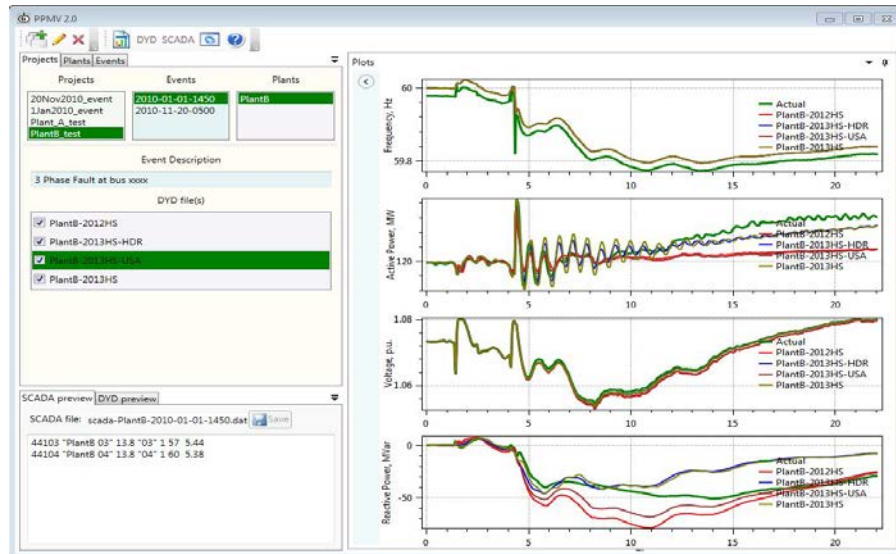 PPMV 2.0
DYD SCADA
Projects Plants Events
Projects Events Plants
20Nov2010_event
1Jan2010_event
Plant_A_test
PlantB_test
2010-01-01-1450
2010-11-20-0500
PlantB
Event Description
3 Phase Fault at bus xxxx
DYD file(s)
PlantB-2012HS
PlantB-2013HS-HDR
PlantB-2013HS-USA
PlantB-2013HS
SCADA preview DYD preview
SCADA file: scada-PlantB-2010-01-01-1450.dat Save
44103 "PlantB 03" 13.8 "03" 1 57 5.44
44104 "PlantB 04" 13.8 "04" 1 60 5.38
Plots
Frequency, Hz
60
59.8
Actual
PlantB-2012HS
PlantB-2013HS-HDR
PlantB-2013HS-USA
PlantB-2013HS
0 5 10 15 20
Active Power, MW
120
Actual
PlantB-2012HS
PlantB-2013HS-HDR
PlantB-2013HS-USA
PlantB-2013HS
0 5 10 15 20
Voltage, p.u.
1.08
1.06
Actual
PlantB-2012HS
PlantB-2013HS-HDR
PlantB-2013HS-USA
PlantB-2013HS
0 5 10 15 20
Reactive Power, MVar
0
-50
Actual
PlantB-2012HS
PlantB-2013HS-HDR
PlantB-2013HS-USA
PlantB-2013HS
0 5 10 15 20